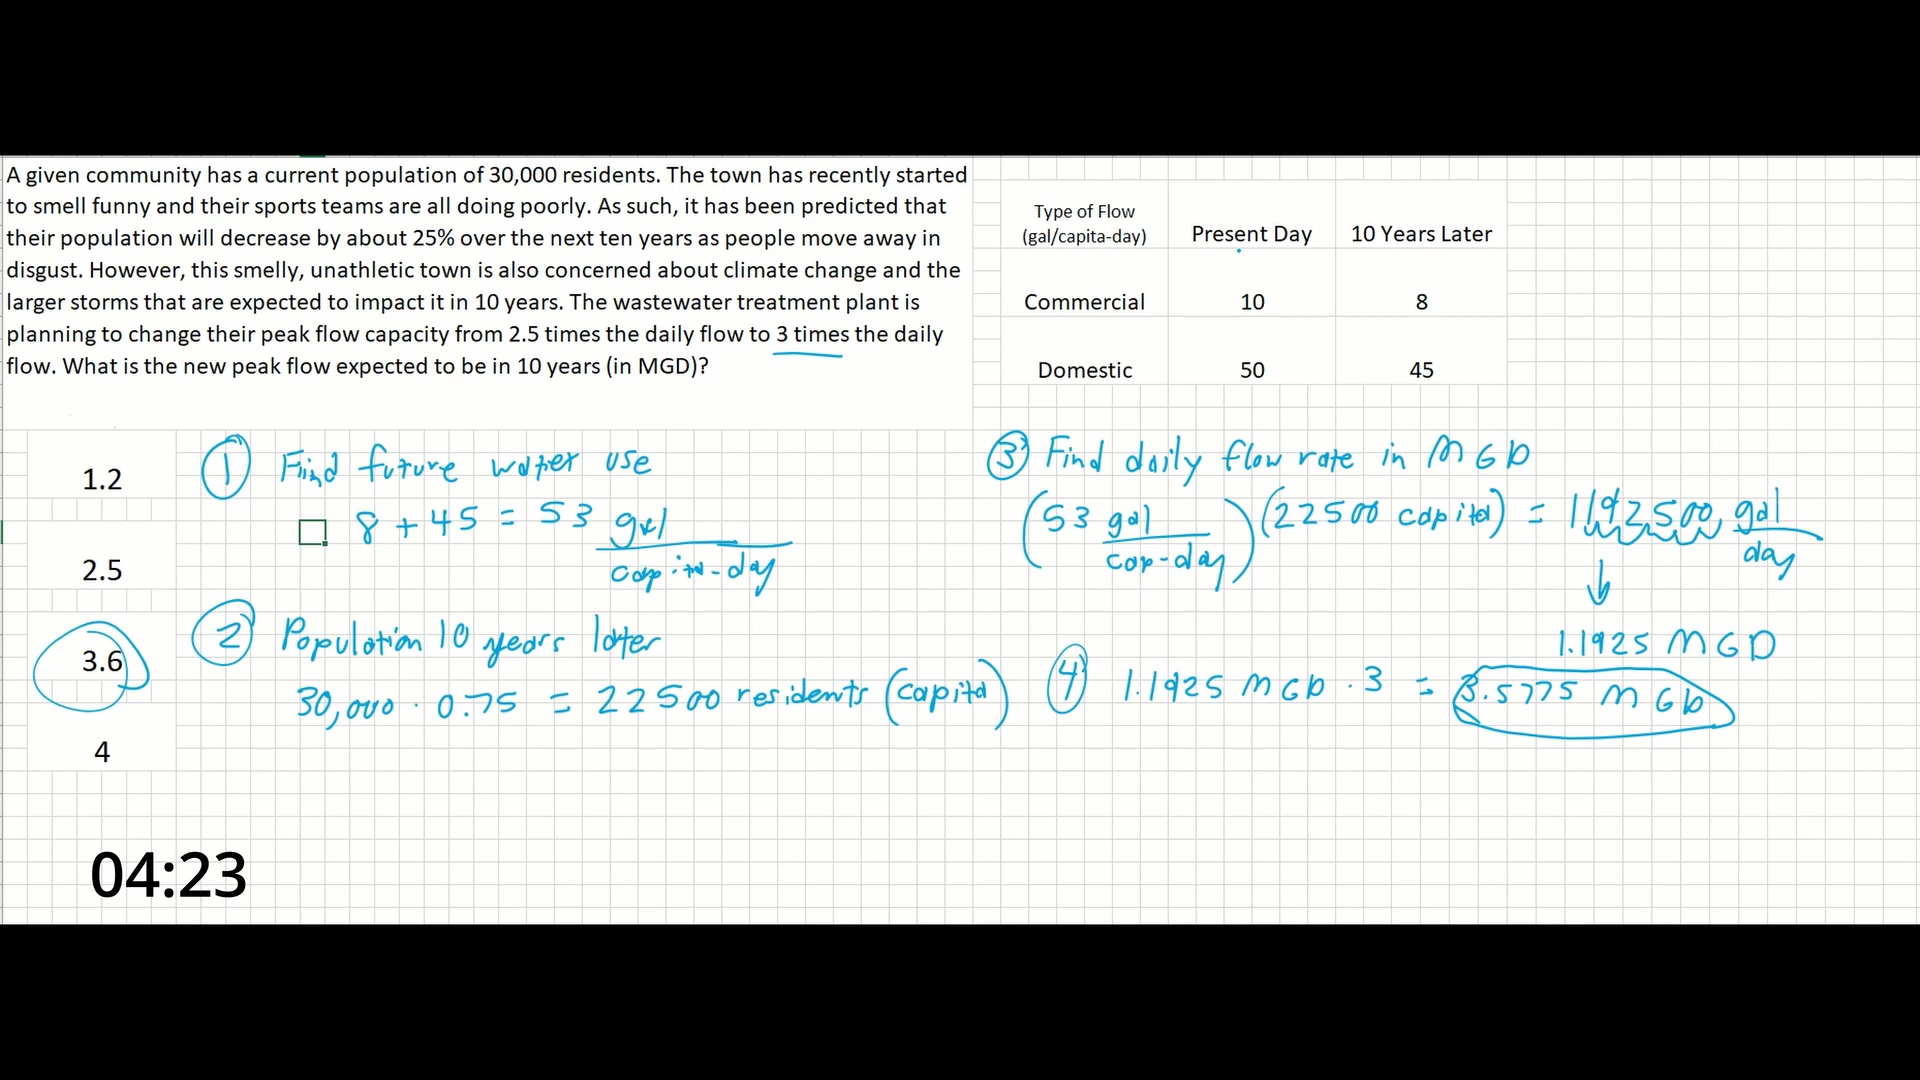 A given community has a current population of 30,000 residents. The town has recently started
to smell funny and their sports teams are all doing poorly. As such, it has been predicted that
their population will decrease by about 25% over the next ten years as people move away in
disgust. However, this smelly, unathletic town is also concerned about climate change and the
larger storms that are expected to impact it in 10 years. The wastewater treatment plant is
planning to change their peak flow capacity from 2.5 times the daily flow to 3 times the daily
flow. What is the new peak flow expected to be in 10 years (in MGD)?
Type of Flow
(gal/capita-day) Present Day 10 Years Later
Commercial 10 8
Domestic 50 45
1.2
2.5
3.6
4
① Find future water use
8 + 45 = 53 gal
capita-day
② Population 10 years later
30,000 · 0.75 = 22500 residents (capita)
③ Find daily flow rate in MGD
(53 gal/cap-day)(22500 capita) = 1192500. gal/day
↓
1.1925 MGD
④ 1.1925 MGD · 3 = 3.5775 MGD
04:23